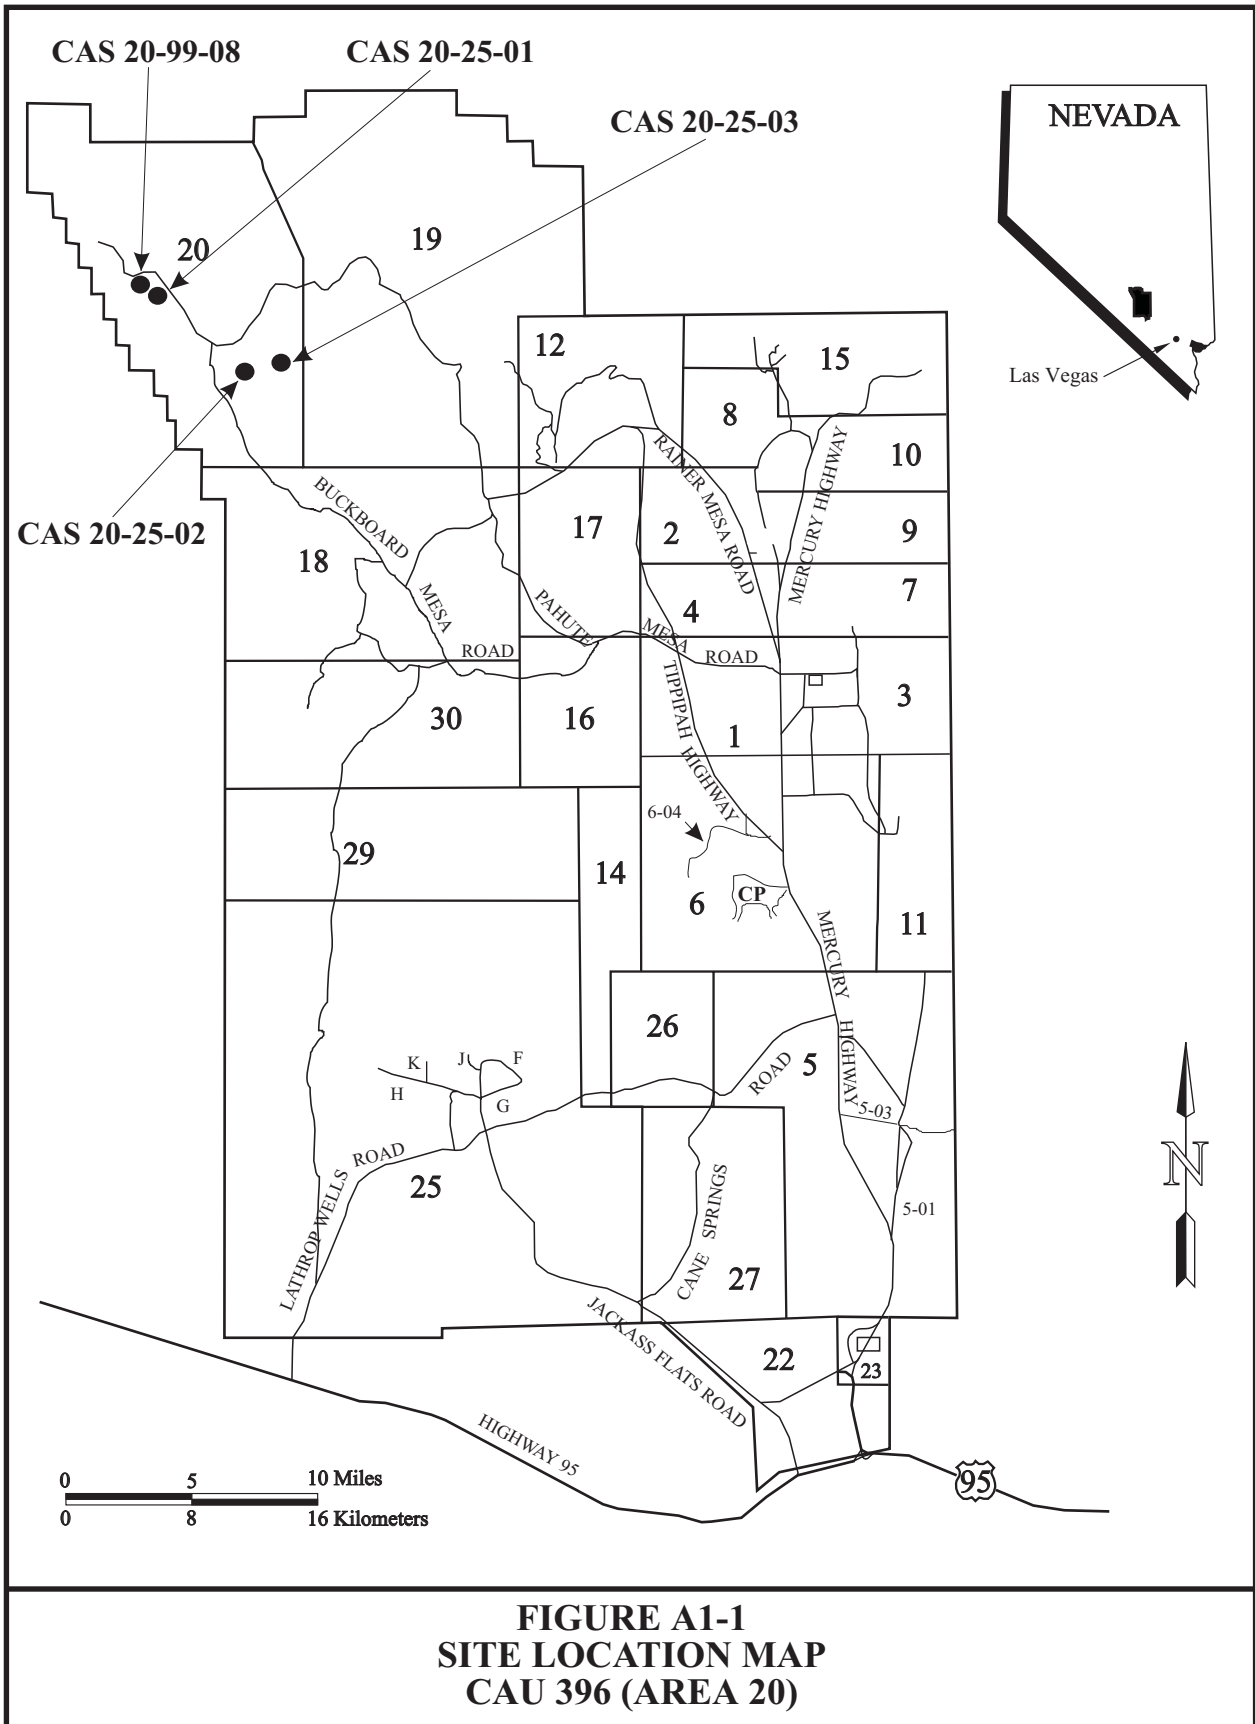 CAS 20-99-08
CAS 20-25-01
CAS 20-25-03
NEVADA
Las Vegas
20
19
12
15
8
10
RAINER MESA ROAD
MERCURY HIGHWAY
BUCKBOARD
MESA
ROAD
CAS 20-25-02
18
17
2
9
7
4
PAHUTE
MESA
ROAD
TIPPIPAH HIGHWAY
30
16
1
3
6-04
29
14
6
CP
11
MERCURY
HIGHWAY
26
5
ROAD
K
J
F
H
G
5-03
LATHROP WELLS
ROAD
25
CANE SPRINGS
5-01
27
N
JACKASS FLATS ROAD
22
23
HIGHWAY 95
95
0
5
10 Miles
0
8
16 Kilometers
FIGURE A1-1
SITE LOCATION MAP
CAU 396 (AREA 20)